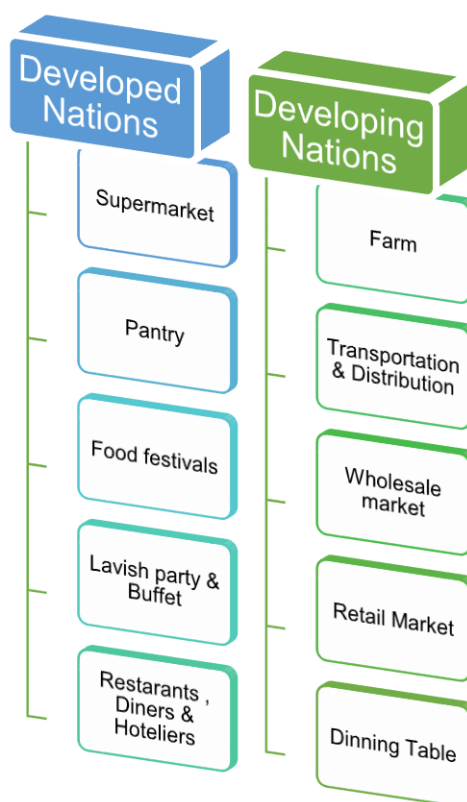 Developed
Nations
Supermarket
Pantry
Food festivals
Lavish party &
Buffet
Restarants ,
Diners &
Hoteliers
Developing
Nations
Farm
Transportation
& Distribution
Wholesale
market
Retail Market
Dinning Table